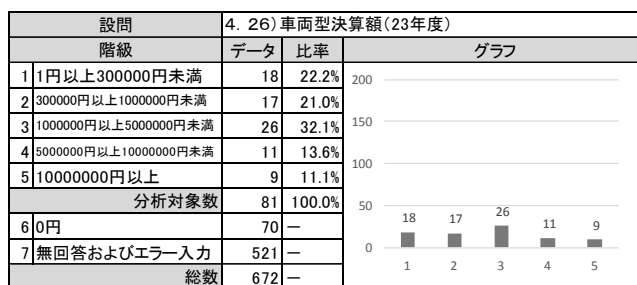 設問 4．26）車両型決算額（23年度）
階級 データ 比率 グラフ
1 1円以上300000円未満 18 22.2%
2 300000円以上1000000円未満 17 21.0%
3 1000000円以上5000000円未満 26 32.1%
4 5000000円以上10000000円未満 11 13.6%
5 10000000円以上 9 11.1%
分析対象数 81 100.0%
6 0円 70 －
7 無回答およびエラー入力 521 －
総数 672 －
200
150
100
50
0
18 17 26 11 9
1 2 3 4 5